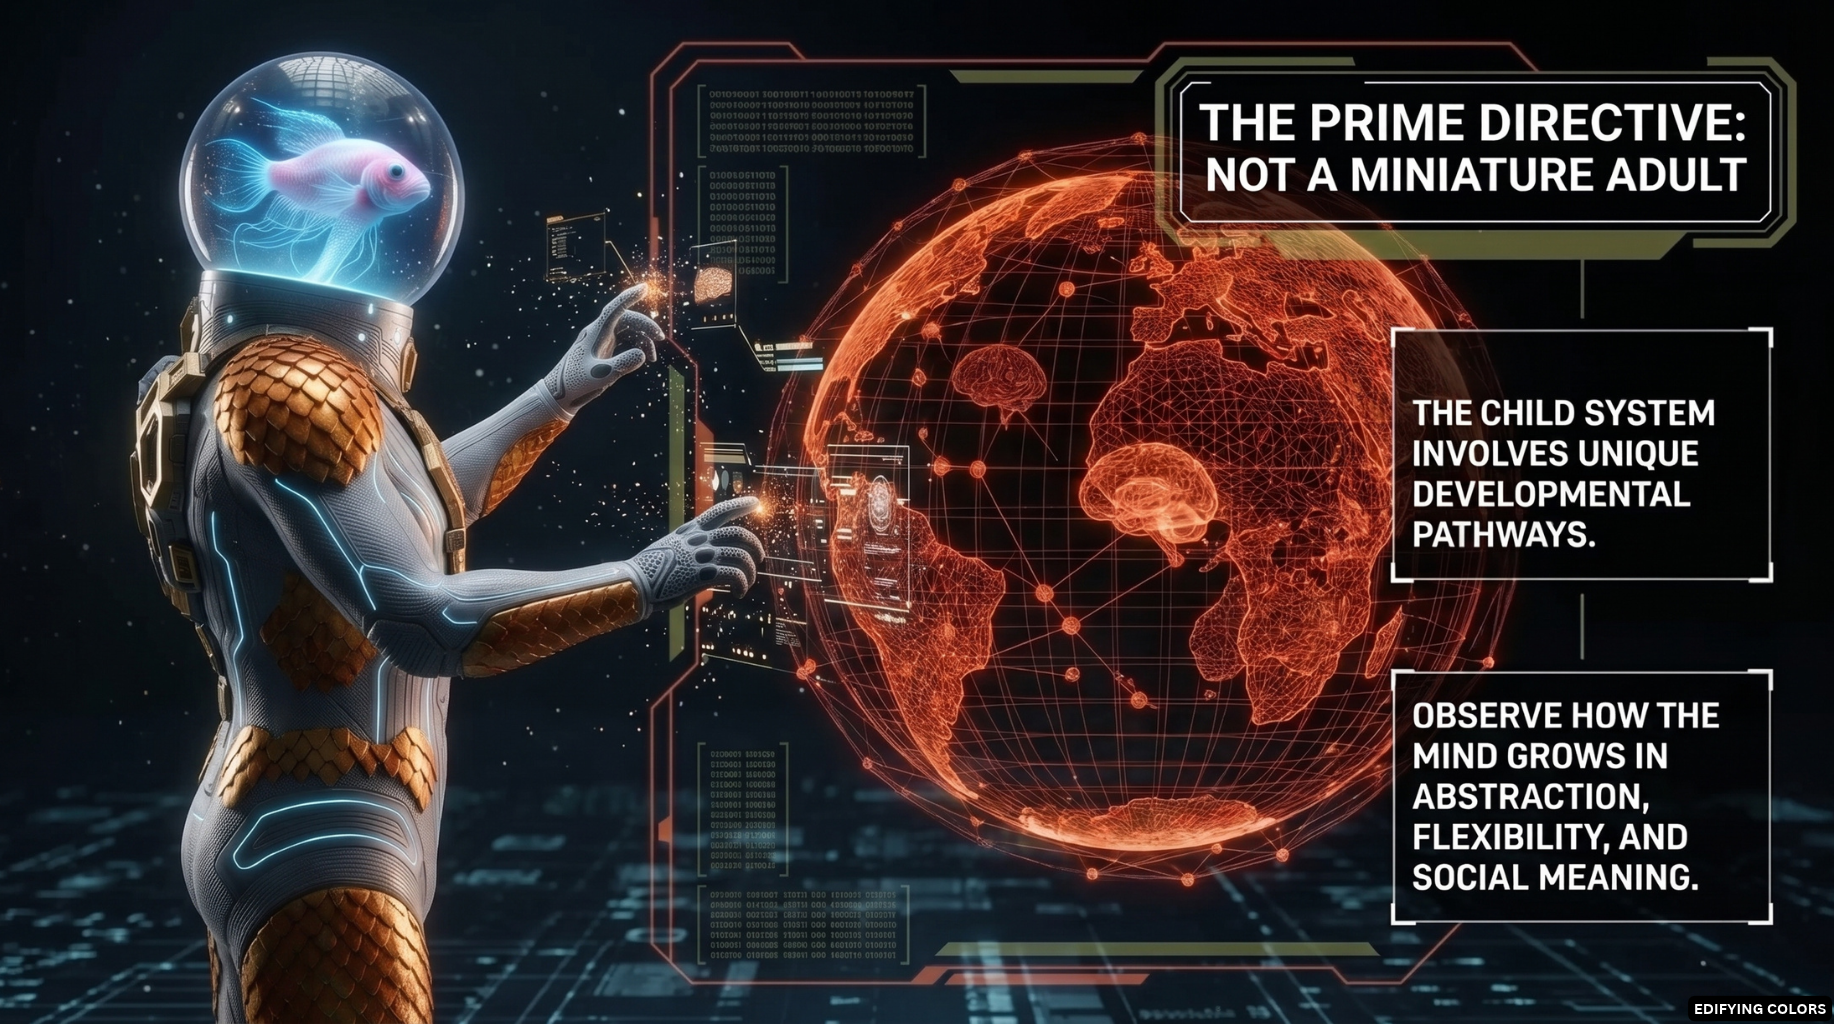 THE PRIME DIRECTIVE:
NOT A MINIATURE ADULT
THE CHILD SYSTEM
INVOLVES UNIQUE
DEVELOPMENTAL
PATHWAYS.
OBSERVE HOW THE
MIND GROWS IN
ABSTRACTION,
FLEXIBILITY, AND
SOCIAL MEANING.
EDIFYING COLORS